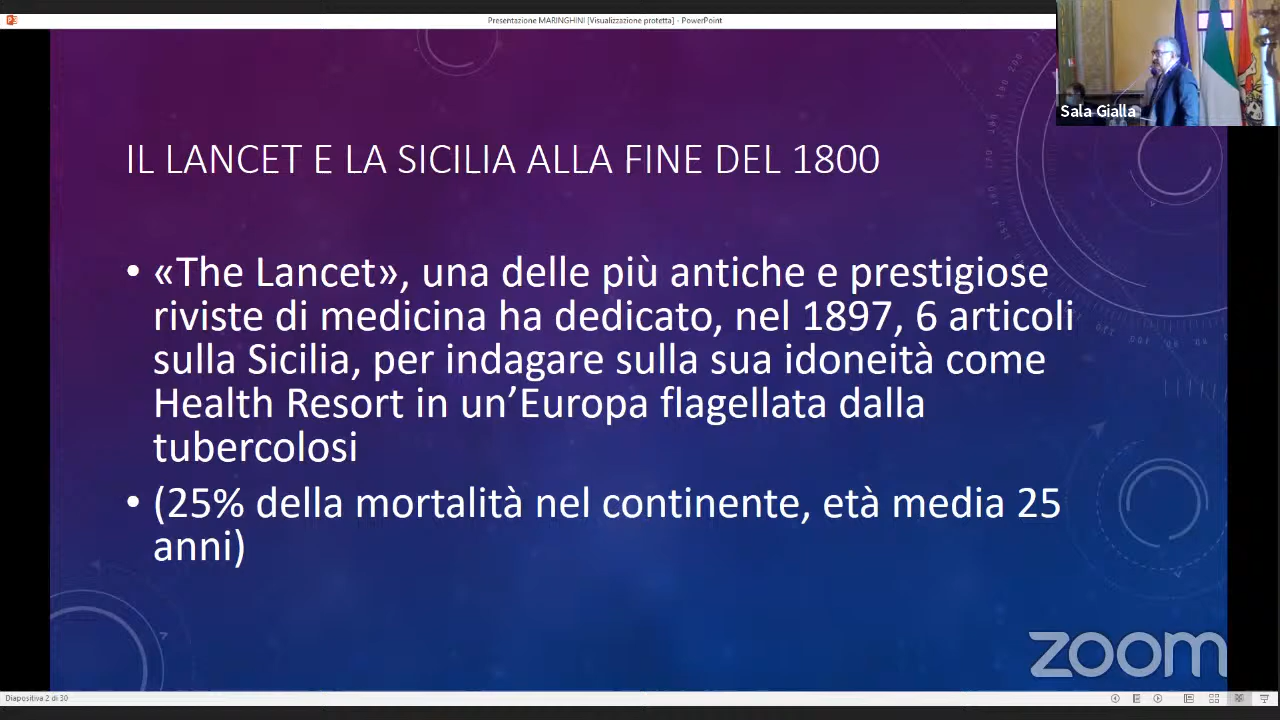 Presentazione MARINGHINI [Visualizzazione protetta] - PowerPoint
Sala Gialla
IL LANCET E LA SICILIA ALLA FINE DEL 1800
• «The Lancet», una delle più antiche e prestigiose
riviste di medicina ha dedicato, nel 1897, 6 articoli
sulla Sicilia, per indagare sulla sua idoneità come
Health Resort in un’Europa flagellata dalla
tubercolosi
• (25% della mortalità nel continente, età media 25
anni)
zoom
Diapositiva 2 di 30